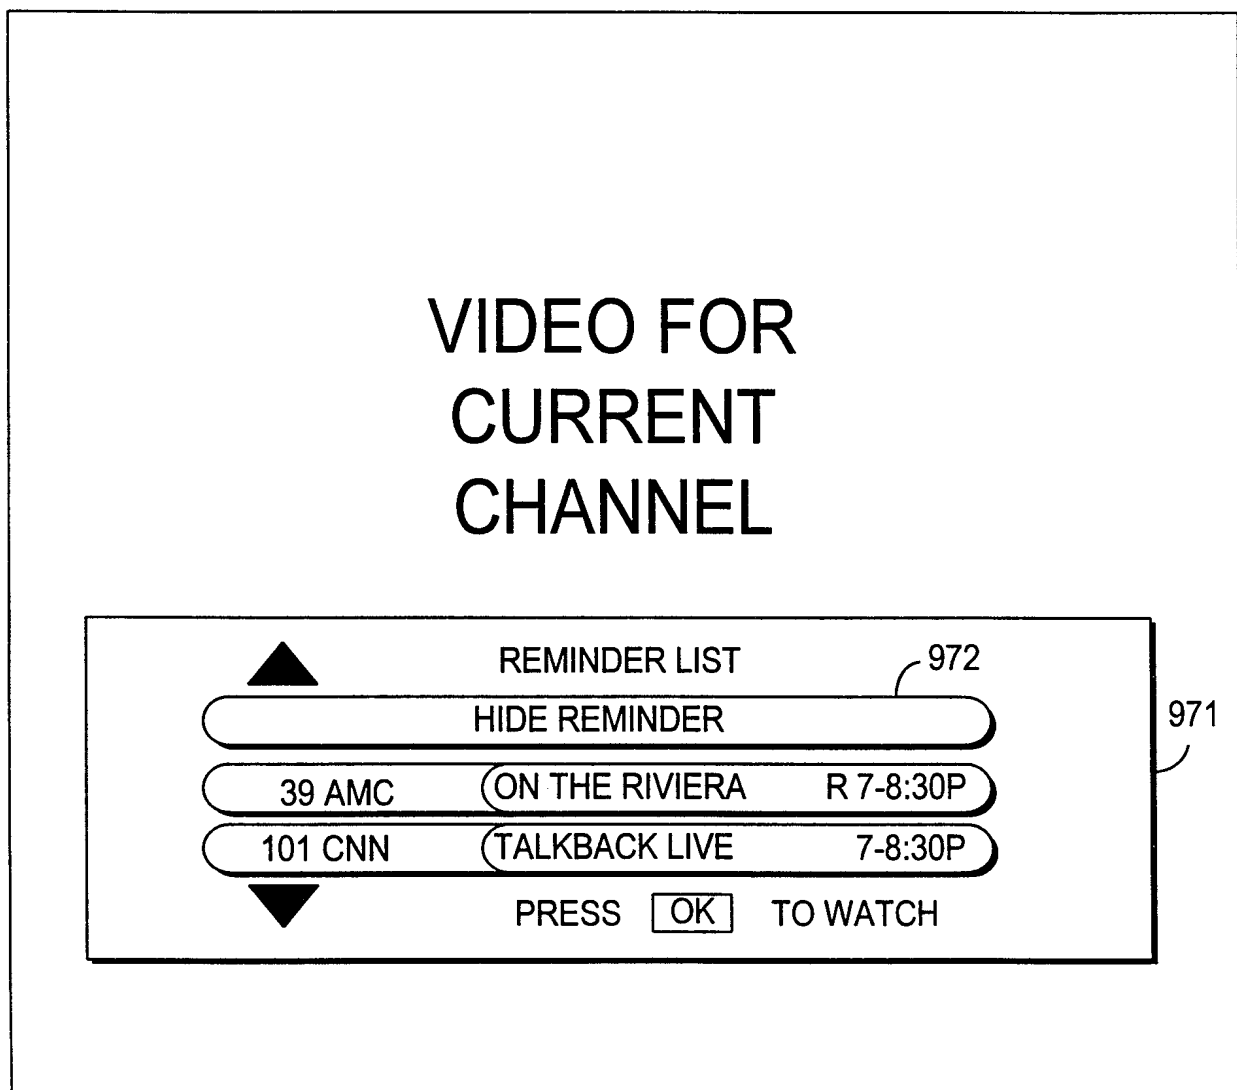 VIDEO FOR
CURRENT
CHANNEL
REMINDER LIST
972
HIDE REMINDER
971
39 AMC ON THE RIVIERA R 7-8:30P
101 CNN TALKBACK LIVE 7-8:30P
PRESS OK TO WATCH